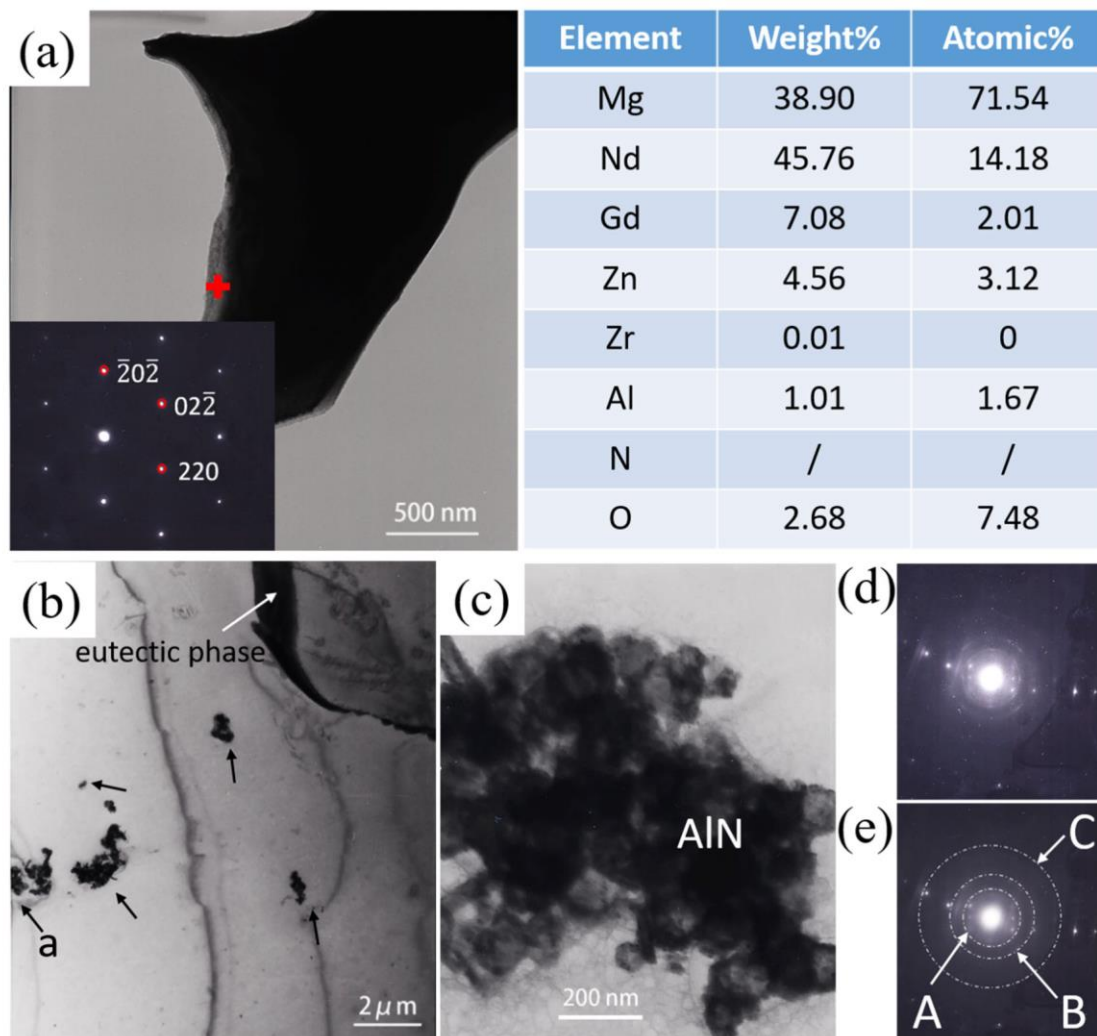 (a)
2̅02̅
022̅
220
500 nm
Element Weight% Atomic%
Mg 38.90 71.54
Nd 45.76 14.18
Gd 7.08 2.01
Zn 4.56 3.12
Zr 0.01 0
Al 1.01 1.67
N / /
O 2.68 7.48
(b)
eutectic phase
a
2 μm
(c)
AlN
200 nm
(d)
(e)
C
A
B